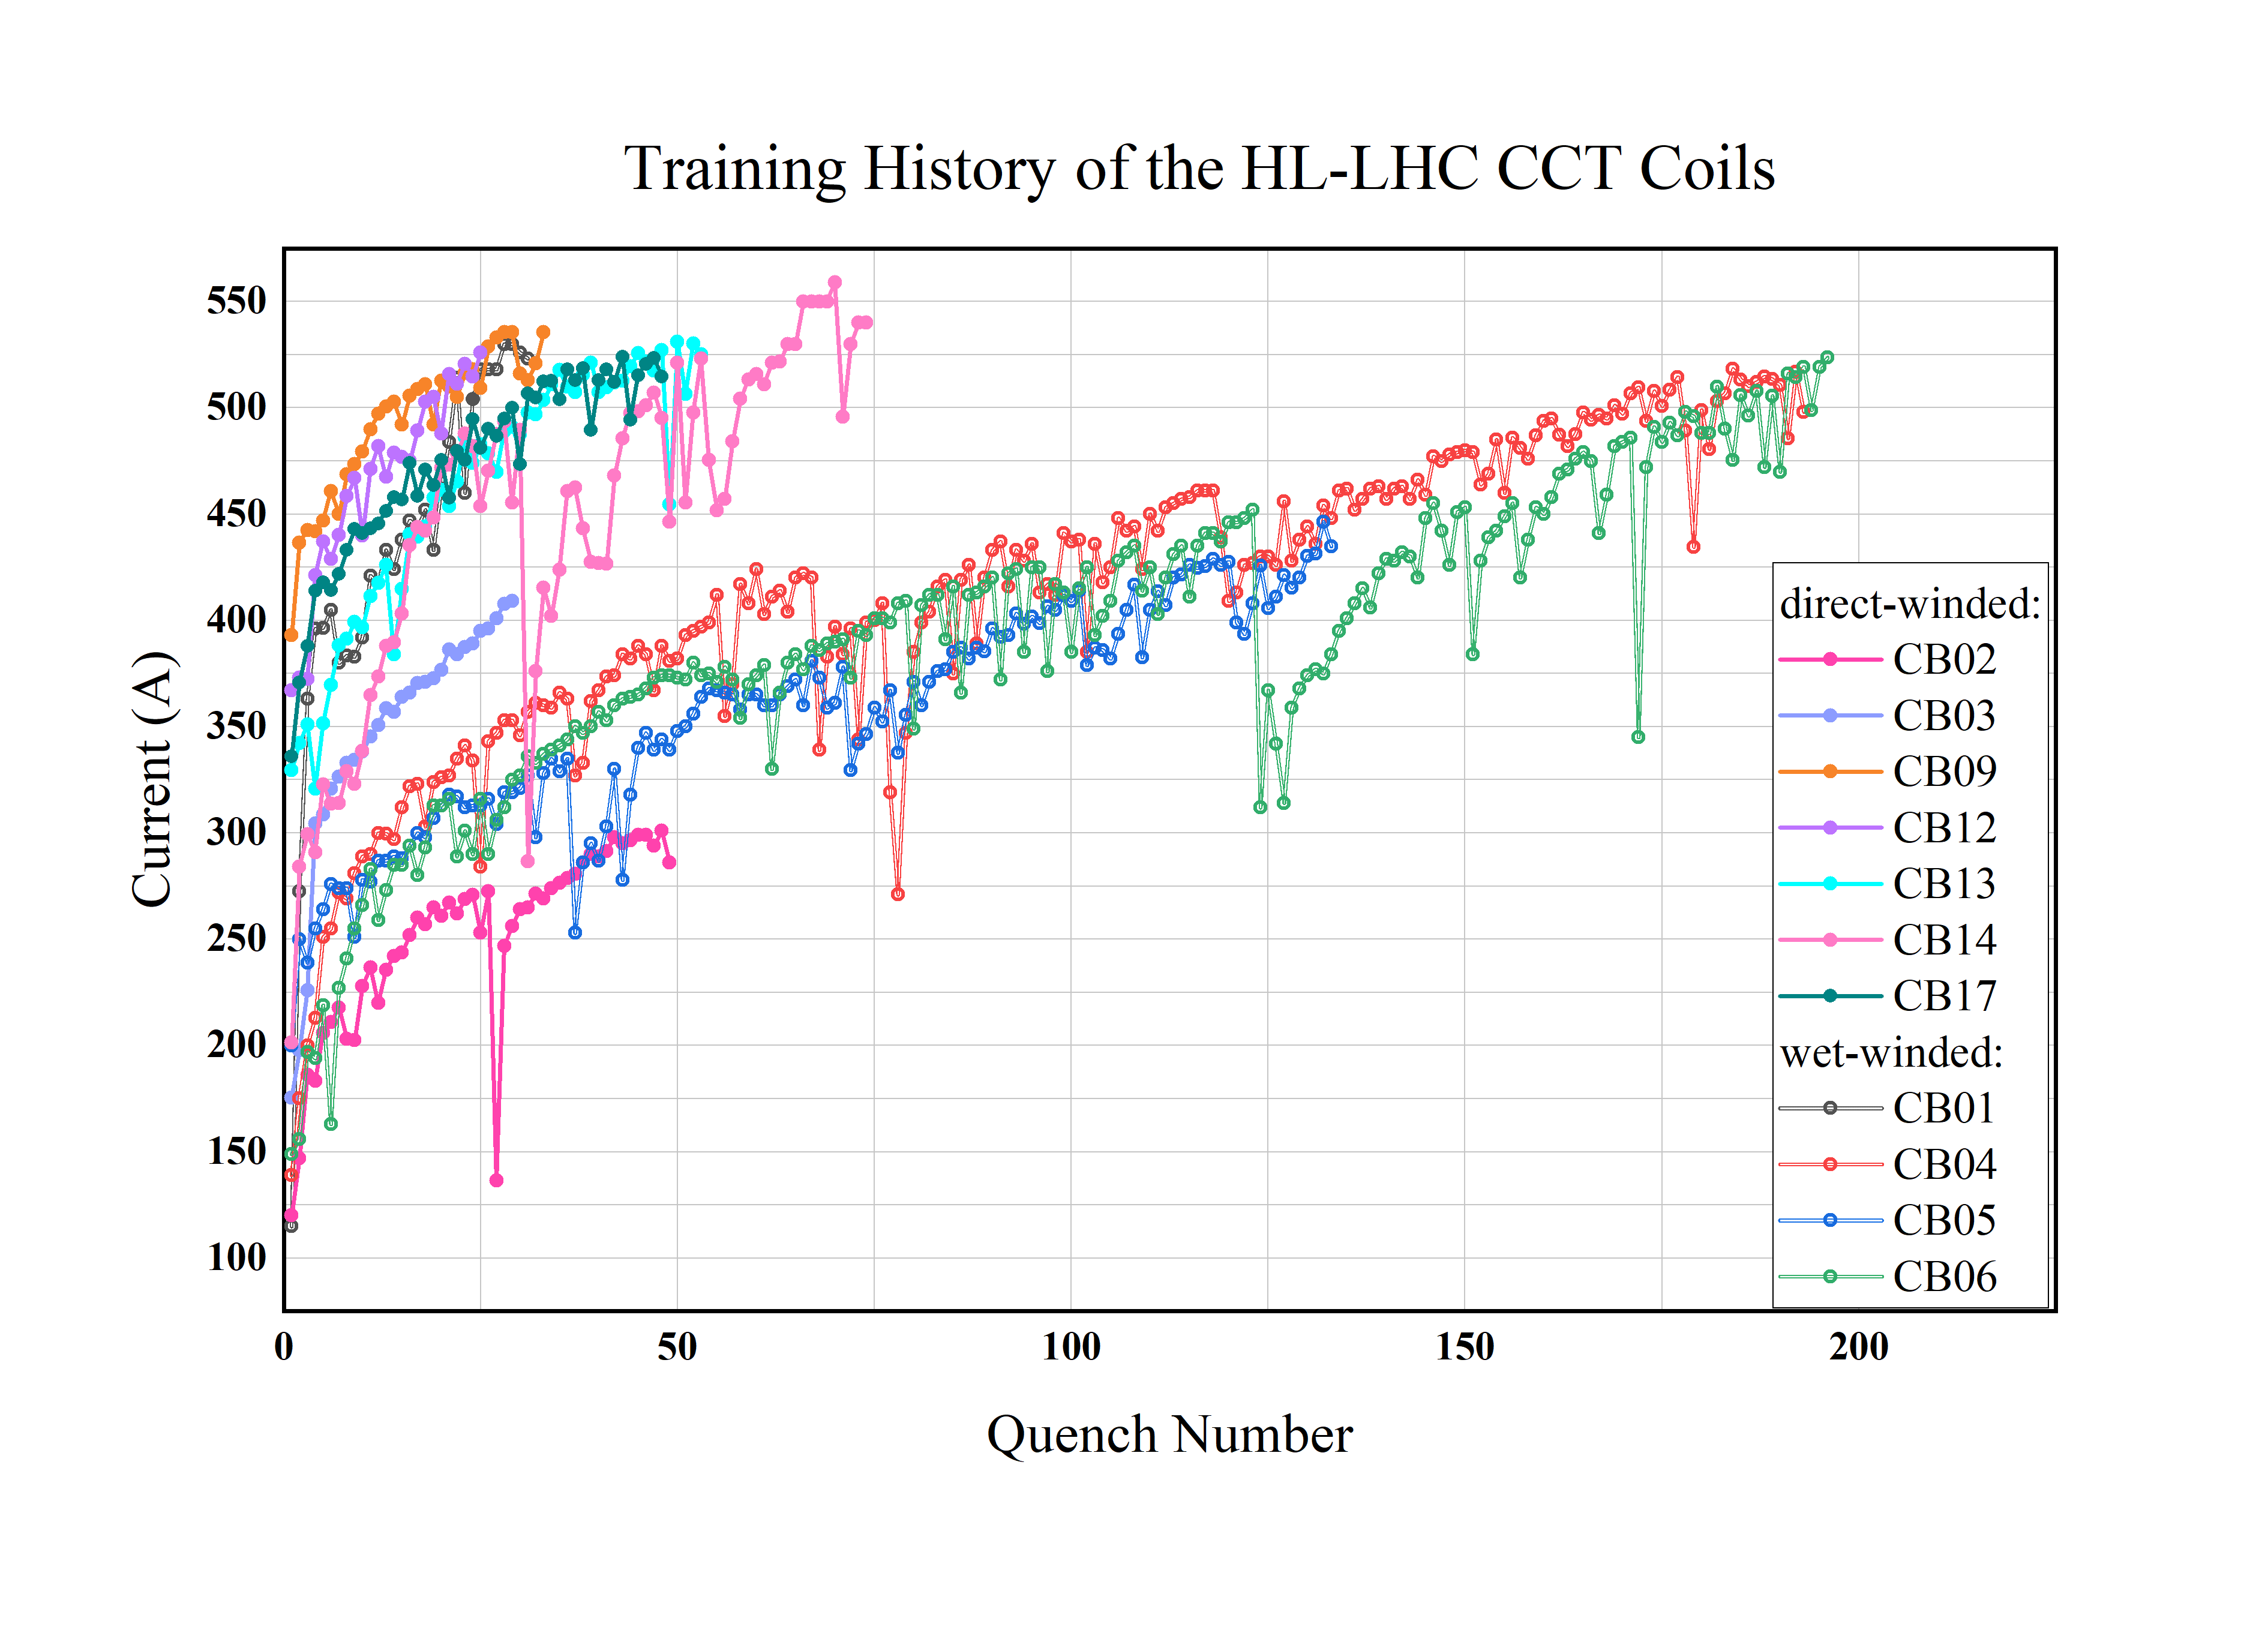 Training History of the HL-LHC CCT Coils
550
500
450
400
350
300
250
200
150
100
Current (A)
0 50 100 150 200
Quench Number
direct-winded:
CB02
CB03
CB09
CB12
CB13
CB14
CB17
wet-winded:
CB01
CB04
CB05
CB06